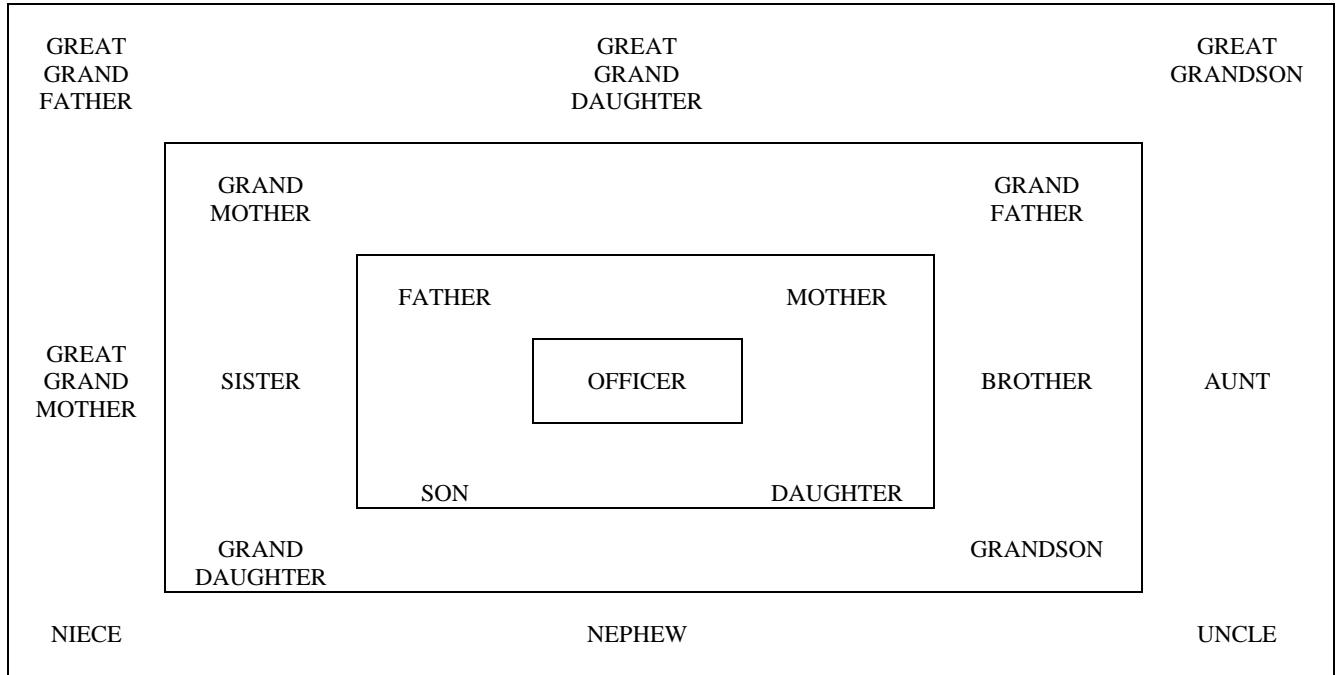 GREAT
GRAND
FATHER
GREAT
GRAND
DAUGHTER
GREAT
GRANDSON
GRAND
MOTHER
GRAND
FATHER
FATHER
MOTHER
GREAT
GRAND
MOTHER
SISTER
OFFICER
BROTHER
AUNT
SON
DAUGHTER
GRAND
DAUGHTER
GRANDSON
NIECE
NEPHEW
UNCLE